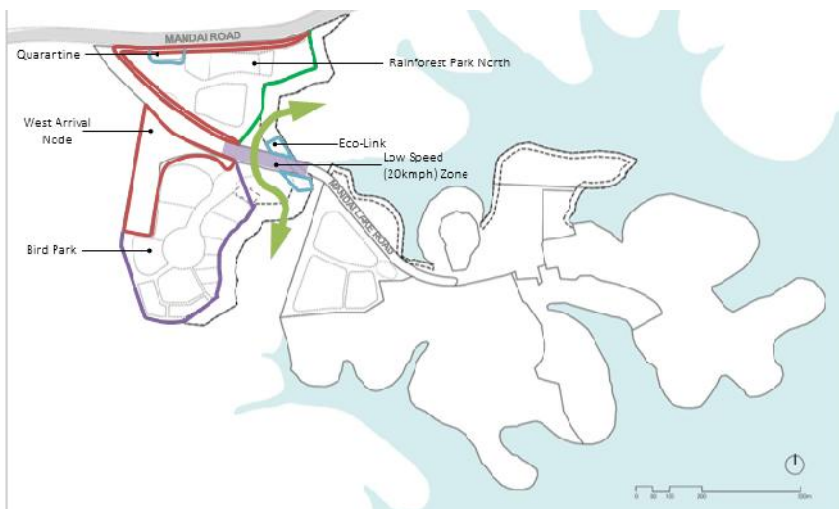 MANDAI ROAD
Quarantine
Rainforest Park North
West Arrival
Node
Eco-Link
Low Speed
(20kmph) Zone
MANDAI LAKE ROAD
Bird Park
0 50 100 200